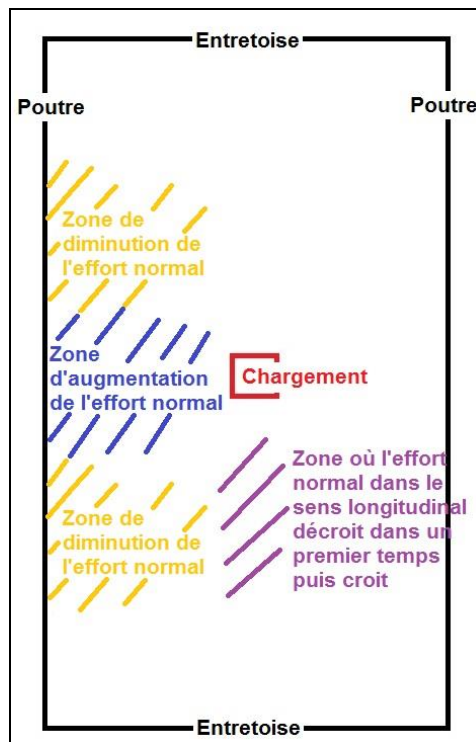 Entretoise
Poutre
Poutre
Zone de
diminution de
l'effort normal
Zone
d'augmentation
de l'effort normal
Chargement
Zone où l'effort
normal dans le
sens longitudinal
décroit dans un
premier temps
puis croit
Zone de
diminution de
l'effort normal
Entretoise